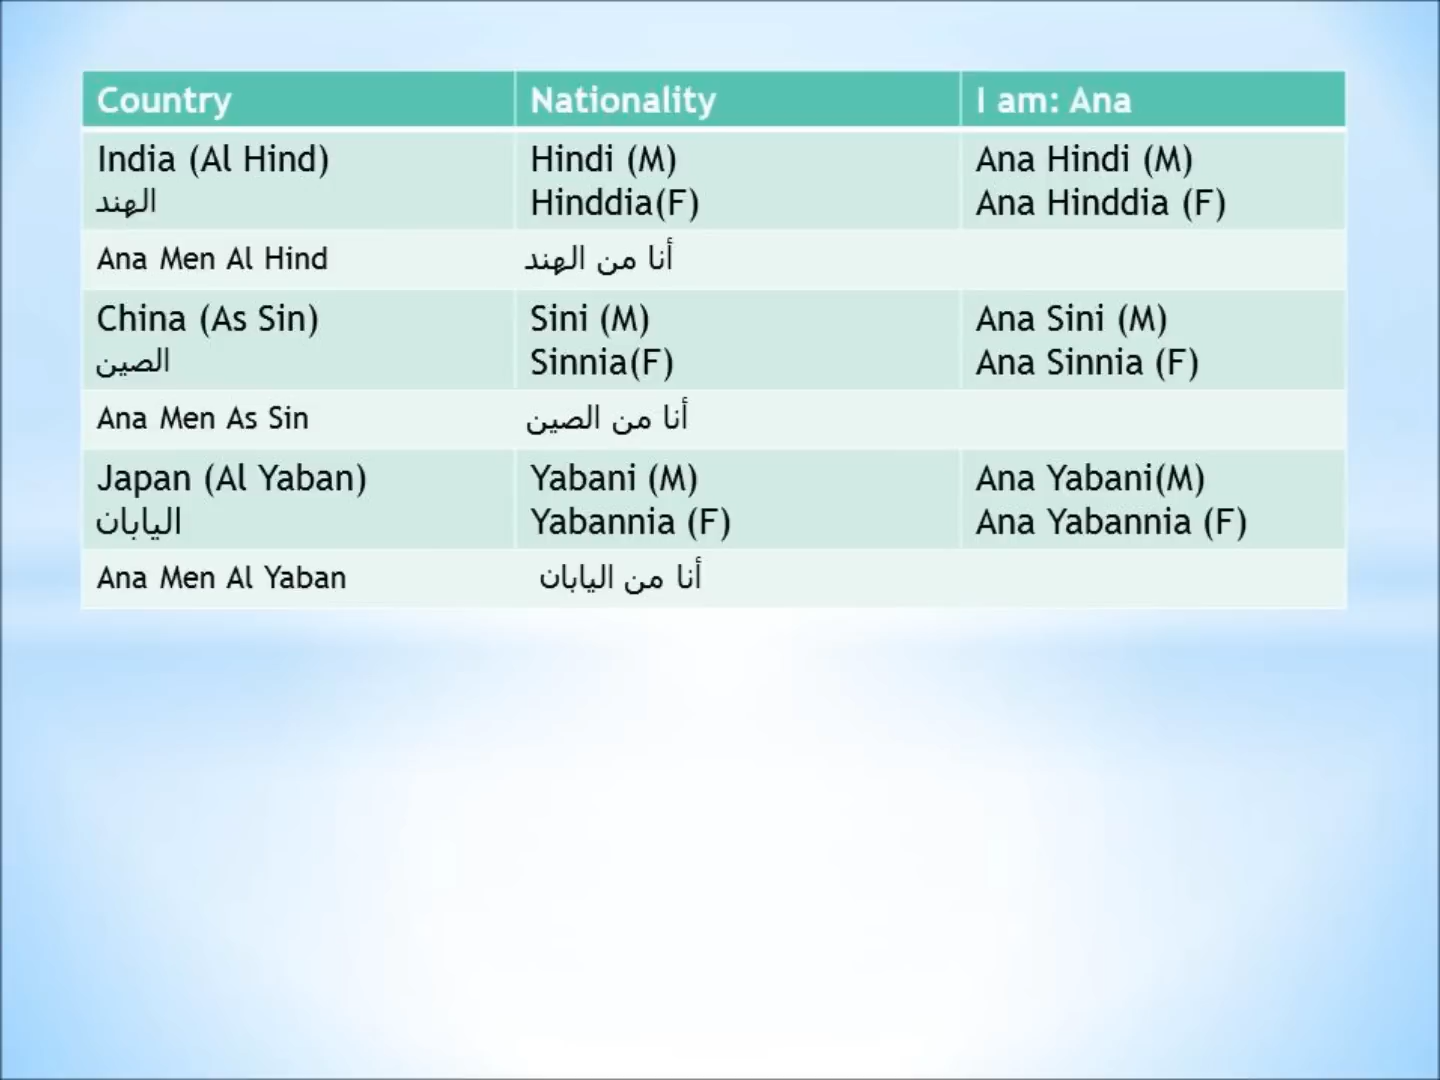 Country Nationality I am: Ana
India (Al Hind) Hindi (M) Ana Hindi (M)
الهند Hinddia(F) Ana Hinddia (F)
Ana Men Al Hind أنا من الهند
China (As Sin) Sini (M) Ana Sini (M)
الصين Sinnia(F) Ana Sinnia (F)
Ana Men As Sin أنا من الصين
Japan (Al Yaban) Yabani (M) Ana Yabani(M)
اليابان Yabannia (F) Ana Yabannia (F)
Ana Men Al Yaban أنا من اليابان